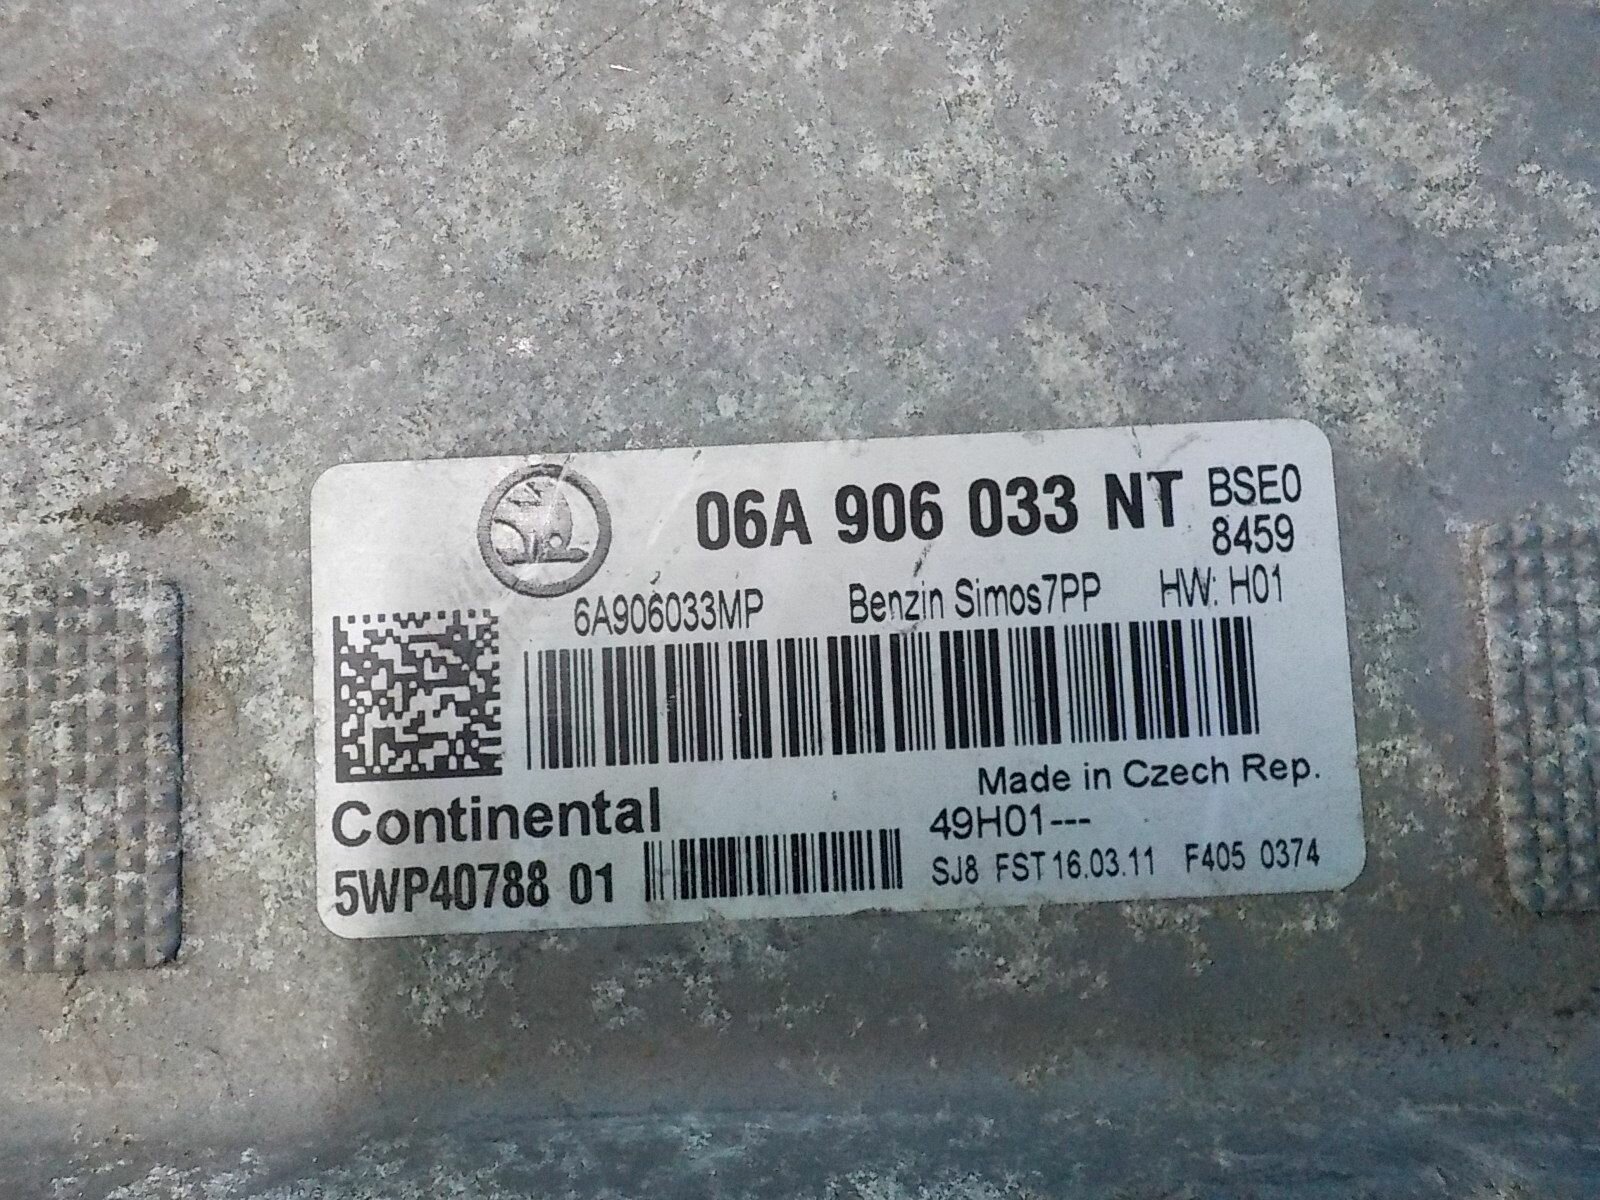 06A 906 033 NT BSE0
8459
6A906033MP Benzin Simos7PP HW: H01
Made in Czech Rep.
Continental
49H01---
5WP40788 01
SJ8 FST 16.03.11 F405 0374